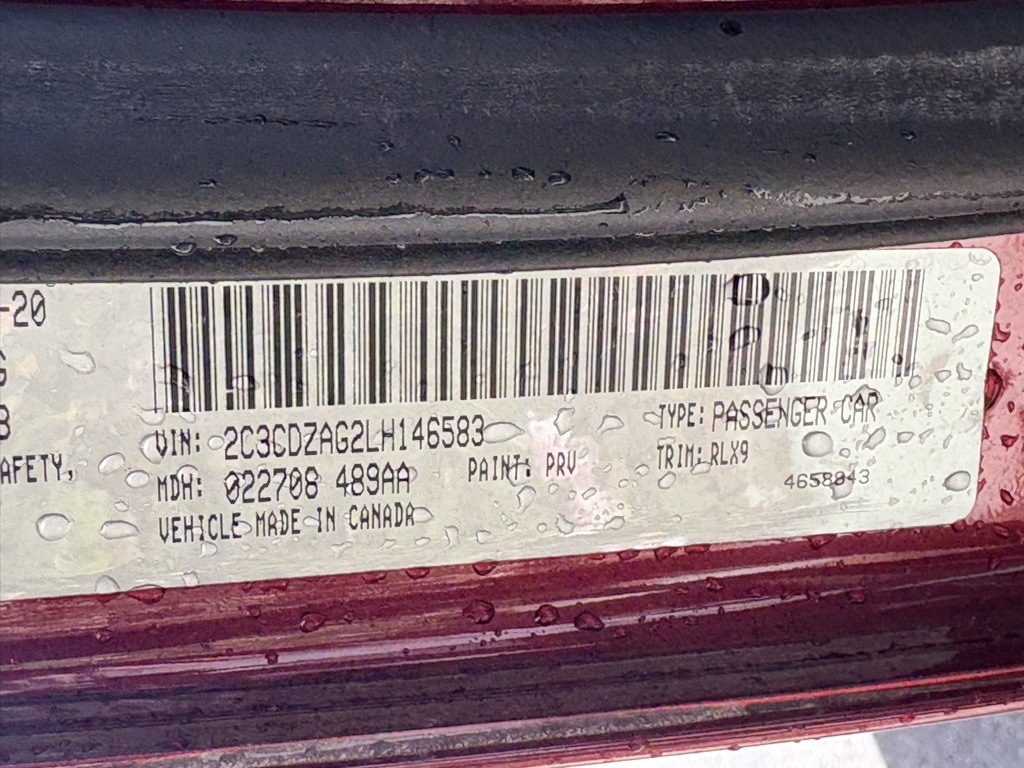 -20
AFETY,
VIN: 2C3CDZAG2LH146583
TYPE: PASSENGER CAR
MDH: 022708 489AA
PAINT: PRV
TRIM: RLX9
4658843
VEHICLE MADE IN CANADA